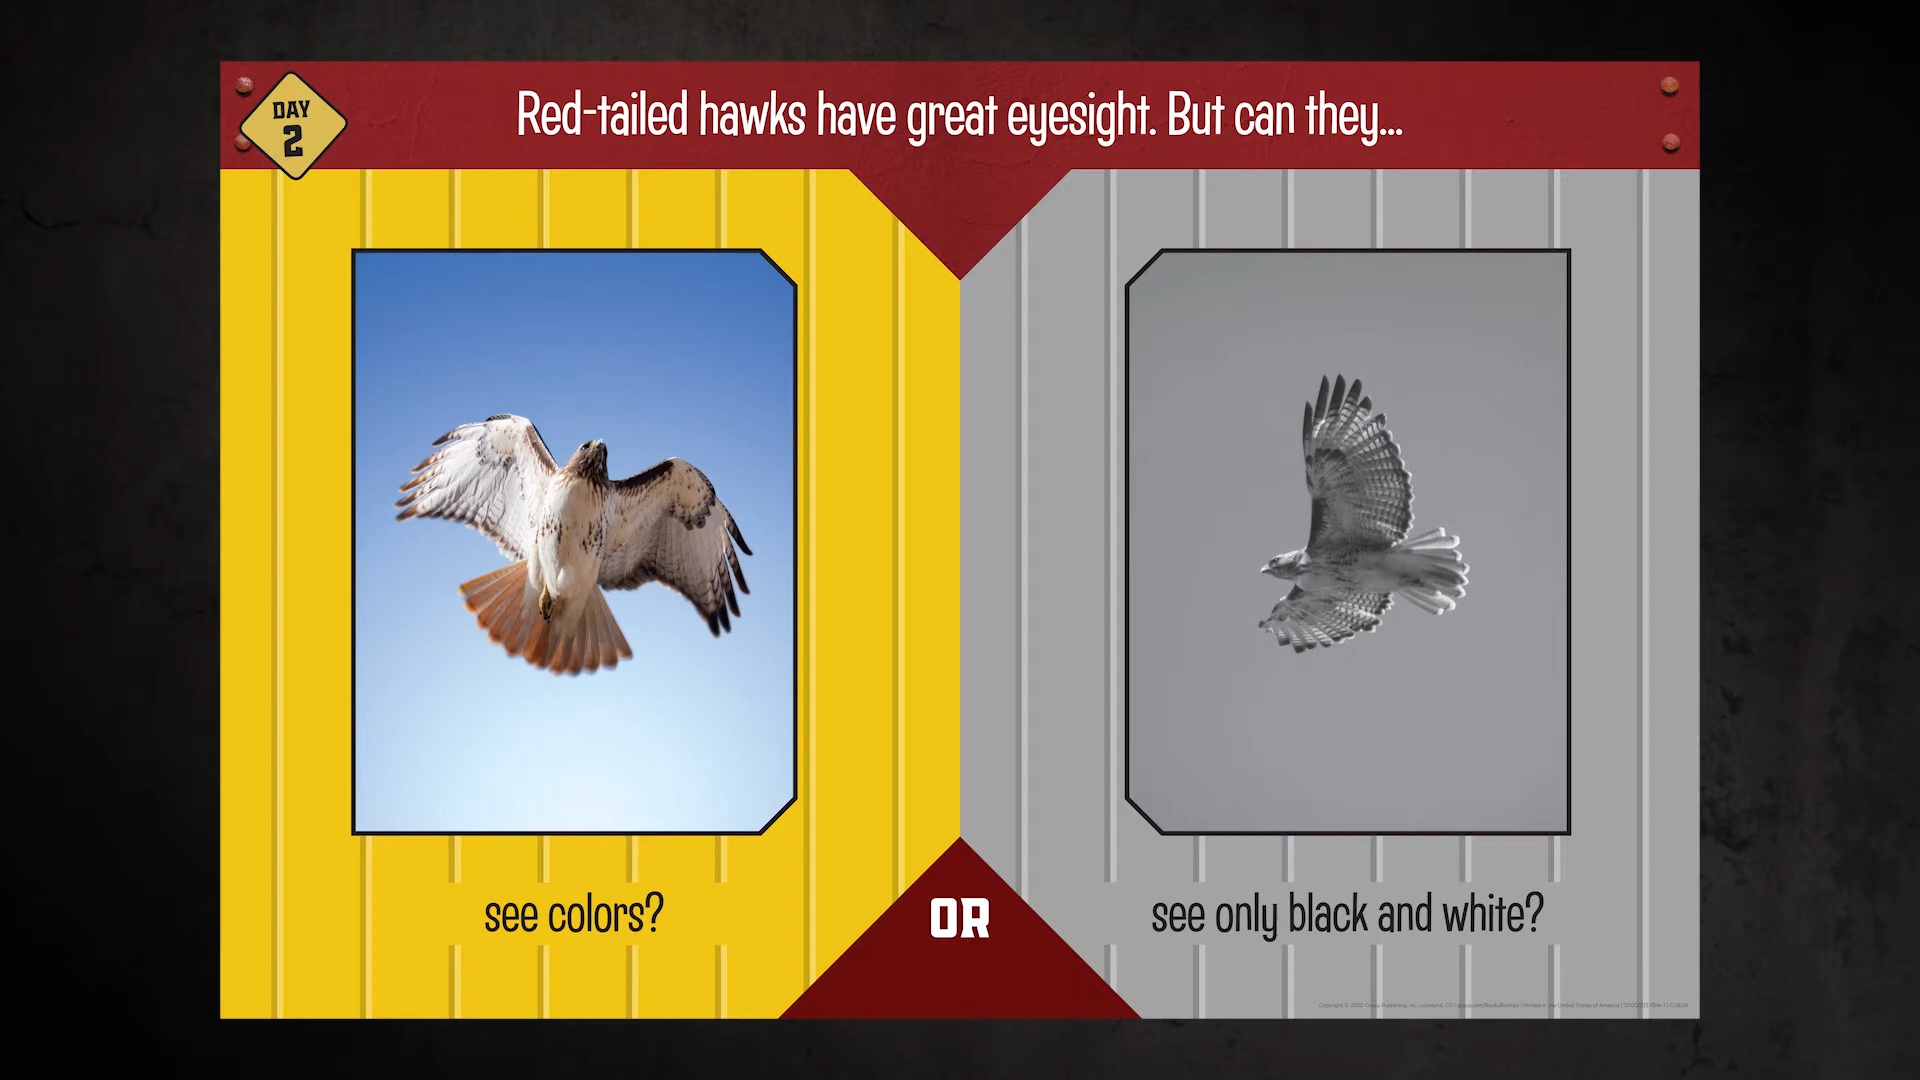 DAY
2
Red-tailed hawks have great eyesight. But can they...
see colors?
OR
see only black and white?